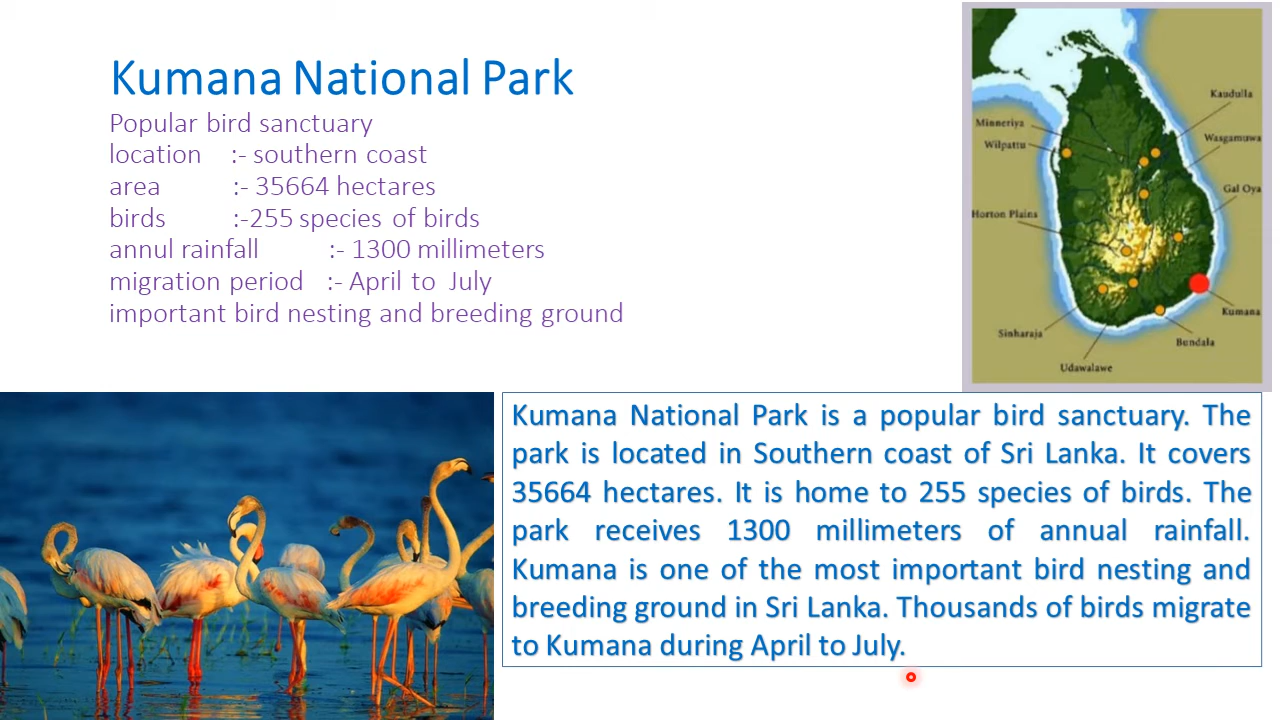 Kumana National Park
Popular bird sanctuary
location :- southern coast
area :- 35664 hectares
birds :-255 species of birds
annul rainfall :- 1300 millimeters
migration period :- April to July
important bird nesting and breeding ground
Kaudulla
Minneriya
Wasgamuwa
Wilpattu
Gal Oya
Horton Plains
Kumana
Sinharaja
Bundala
Udawalawe
Kumana National Park is a popular bird sanctuary. The
park is located in Southern coast of Sri Lanka. It covers
35664 hectares. It is home to 255 species of birds. The
park receives 1300 millimeters of annual rainfall.
Kumana is one of the most important bird nesting and
breeding ground in Sri Lanka. Thousands of birds migrate
to Kumana during April to July.